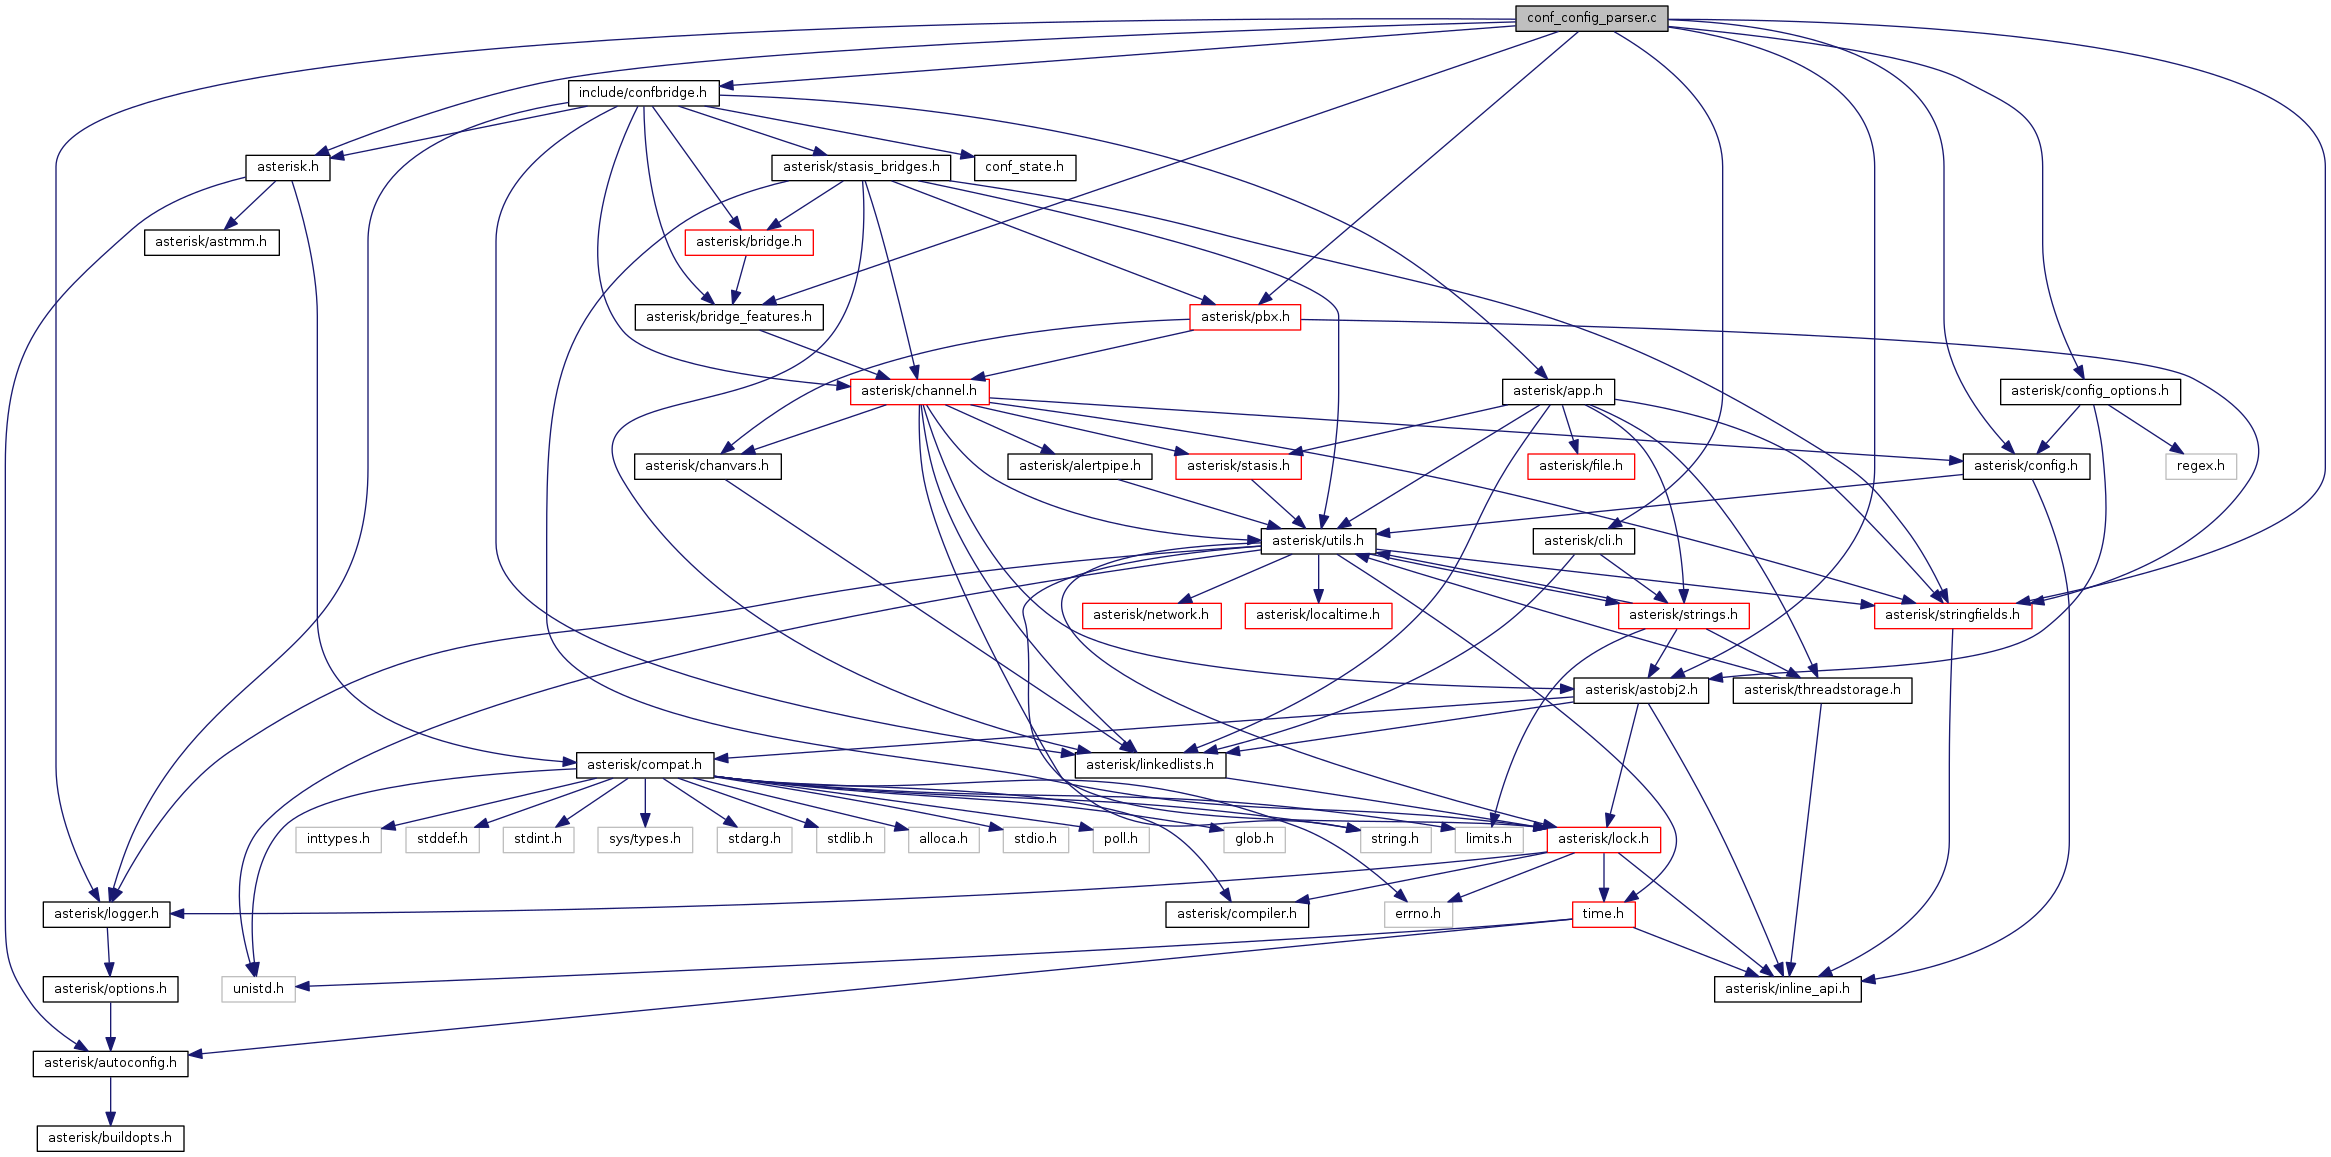 conf_config_parser.c
include/confbridge.h
asterisk.h
asterisk/stasis_bridges.h
conf_state.h
asterisk/astmm.h
asterisk/bridge.h
asterisk/bridge_features.h
asterisk/pbx.h
asterisk/channel.h
asterisk/app.h
asterisk/config_options.h
asterisk/chanvars.h
asterisk/alertpipe.h
asterisk/stasis.h
asterisk/file.h
asterisk/config.h
regex.h
asterisk/utils.h
asterisk/cli.h
asterisk/network.h
asterisk/localtime.h
asterisk/strings.h
asterisk/stringfields.h
asterisk/astobj2.h
asterisk/threadstorage.h
asterisk/compat.h
asterisk/linkedlists.h
inttypes.h
stddef.h
stdint.h
sys/types.h
stdarg.h
stdlib.h
alloca.h
stdio.h
poll.h
glob.h
string.h
limits.h
asterisk/lock.h
asterisk/logger.h
asterisk/compiler.h
errno.h
time.h
asterisk/options.h
unistd.h
asterisk/inline_api.h
asterisk/autoconfig.h
asterisk/buildopts.h